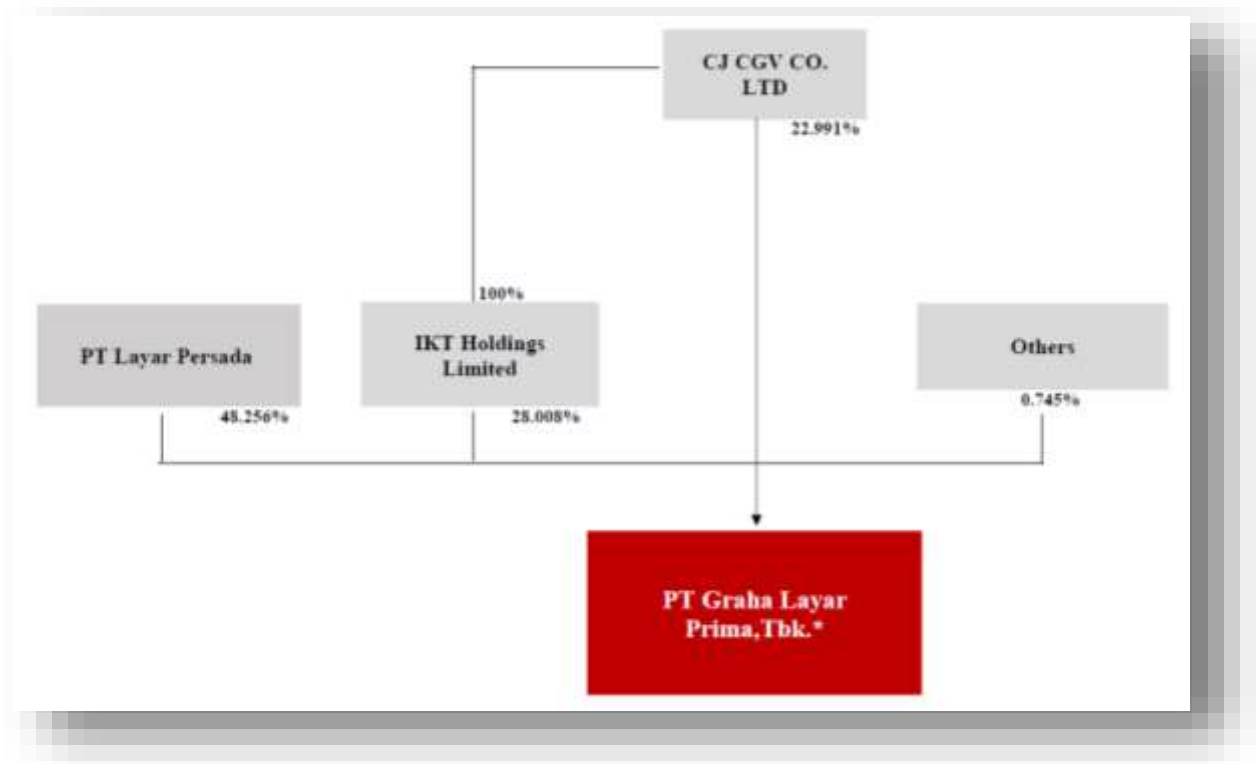 CJ CGV CO.
LTD
22.991%
100%
PT Layar Persada
IKT Holdings
Limited
Others
48.256%
28.008%
0.745%
PT Graha Layar
Prima,Tbk.*